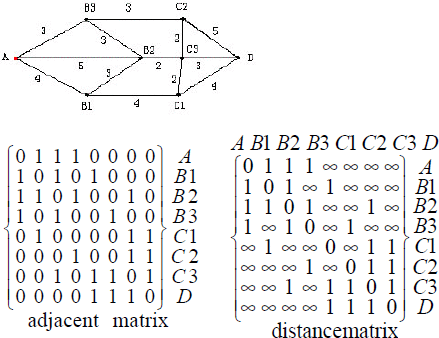 B3 3 C2
3 3 2 5
A 5 B2 2 C3 3 D
4 3 2 4
B1 4 C1
0 1 1 1 0 0 0 0 A
1 0 1 0 1 0 0 0 B1
1 1 0 1 0 0 1 0 B2
1 0 1 0 0 1 0 0 B3
0 1 0 0 0 0 1 1 C1
0 0 0 1 0 0 1 1 C2
0 0 1 0 1 1 0 1 C3
0 0 0 0 1 1 1 0 D
adjacent matrix
A B1 B2 B3 C1 C2 C3 D
0 1 1 1 ∞ ∞ ∞ ∞ A
1 0 1 ∞ 1 ∞ ∞ ∞ B1
1 1 0 1 ∞ ∞ 1 ∞ B2
1 ∞ 1 0 ∞ 1 ∞ ∞ B3
∞ 1 ∞ ∞ 0 ∞ 1 1 C1
∞ ∞ ∞ 1 ∞ 0 1 1 C2
∞ ∞ 1 ∞ 1 1 0 1 C3
∞ ∞ ∞ ∞ 1 1 1 0 D
distancematrix